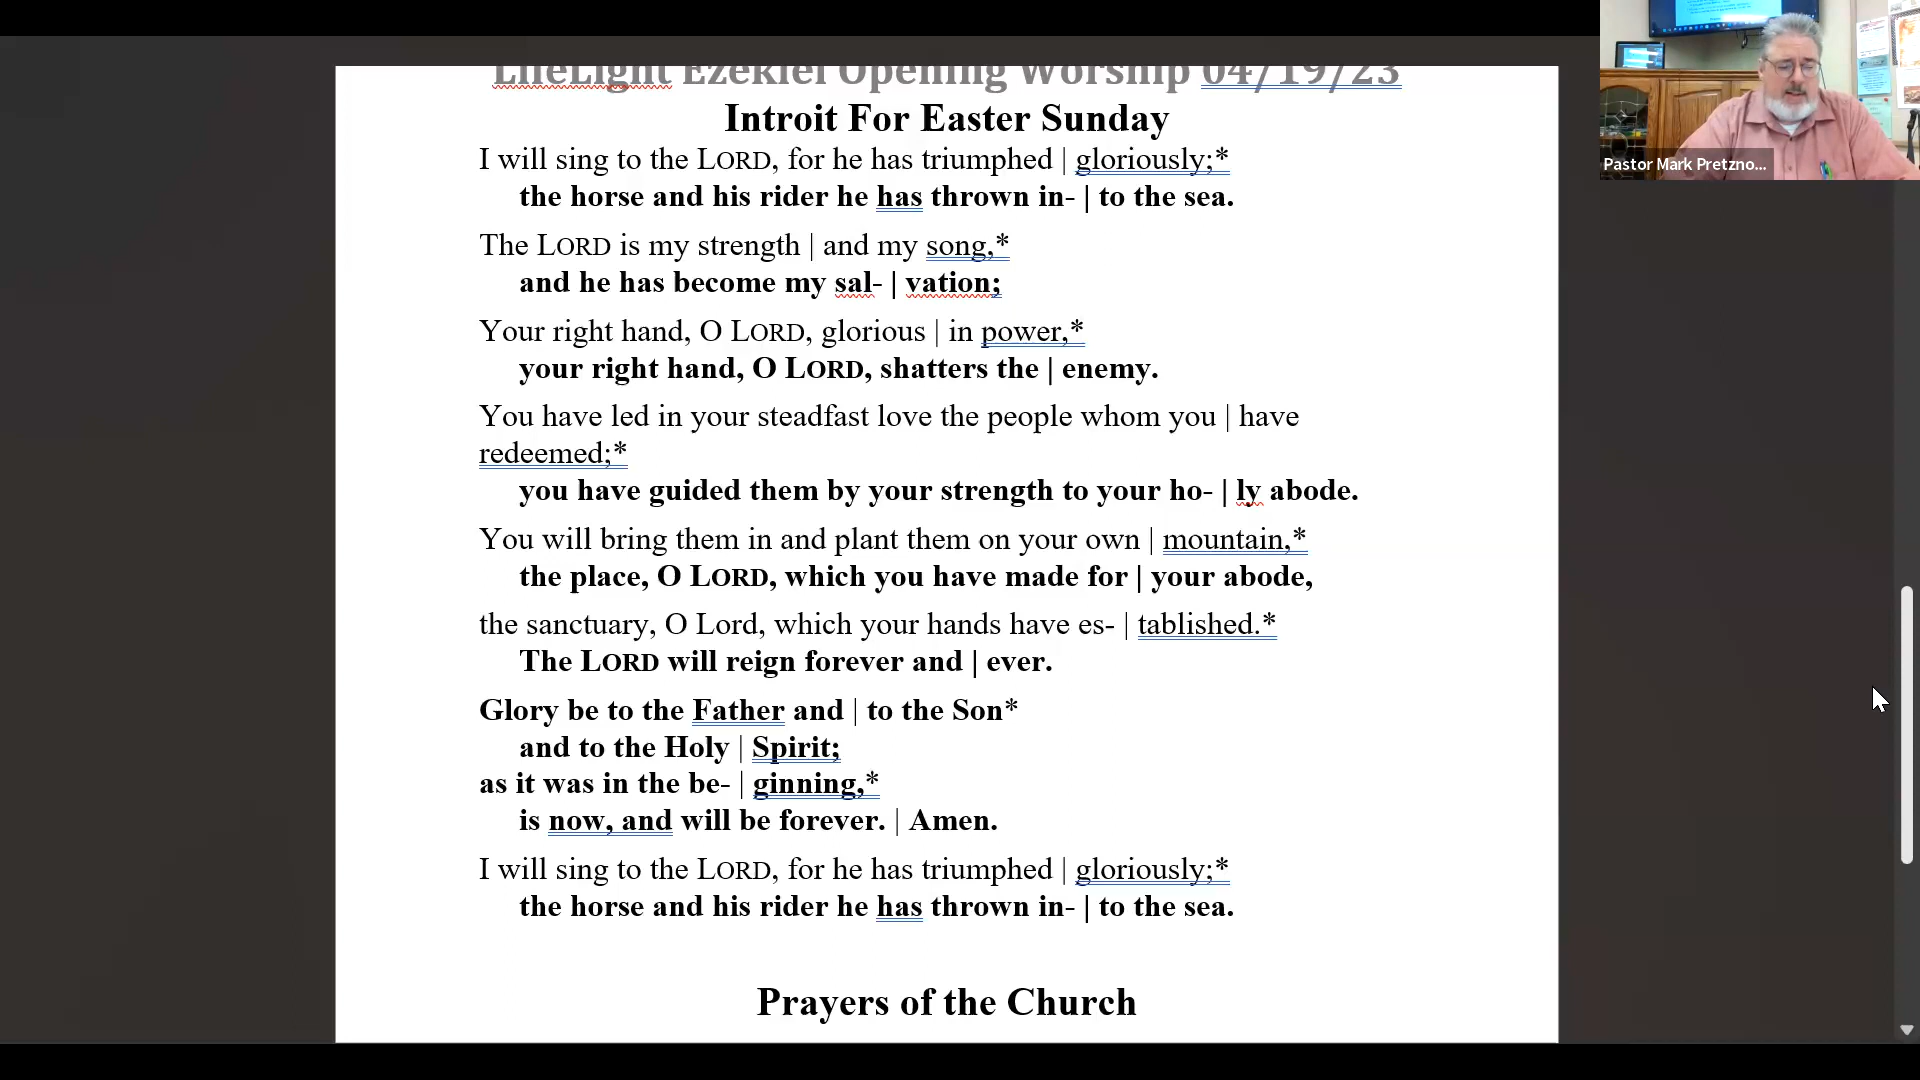 LifeLight Ezekiel Opening Worship 04/19/23
Introit For Easter Sunday
I will sing to the LORD, for he has triumphed | gloriously;*
the horse and his rider he has thrown in- | to the sea.
The LORD is my strength | and my song,*
and he has become my sal- | vation;
Your right hand, O LORD, glorious | in power,*
your right hand, O LORD, shatters the | enemy.
You have led in your steadfast love the people whom you | have
redeemed;*
you have guided them by your strength to your ho- | ly abode.
You will bring them in and plant them on your own | mountain,*
the place, O LORD, which you have made for | your abode,
the sanctuary, O Lord, which your hands have es- | tablished.*
The LORD will reign forever and | ever.
Glory be to the Father and | to the Son*
and to the Holy | Spirit;
as it was in the be- | ginning,*
is now, and will be forever. | Amen.
I will sing to the LORD, for he has triumphed | gloriously;*
the horse and his rider he has thrown in- | to the sea.
Prayers of the Church
Pastor Mark Pretzno...